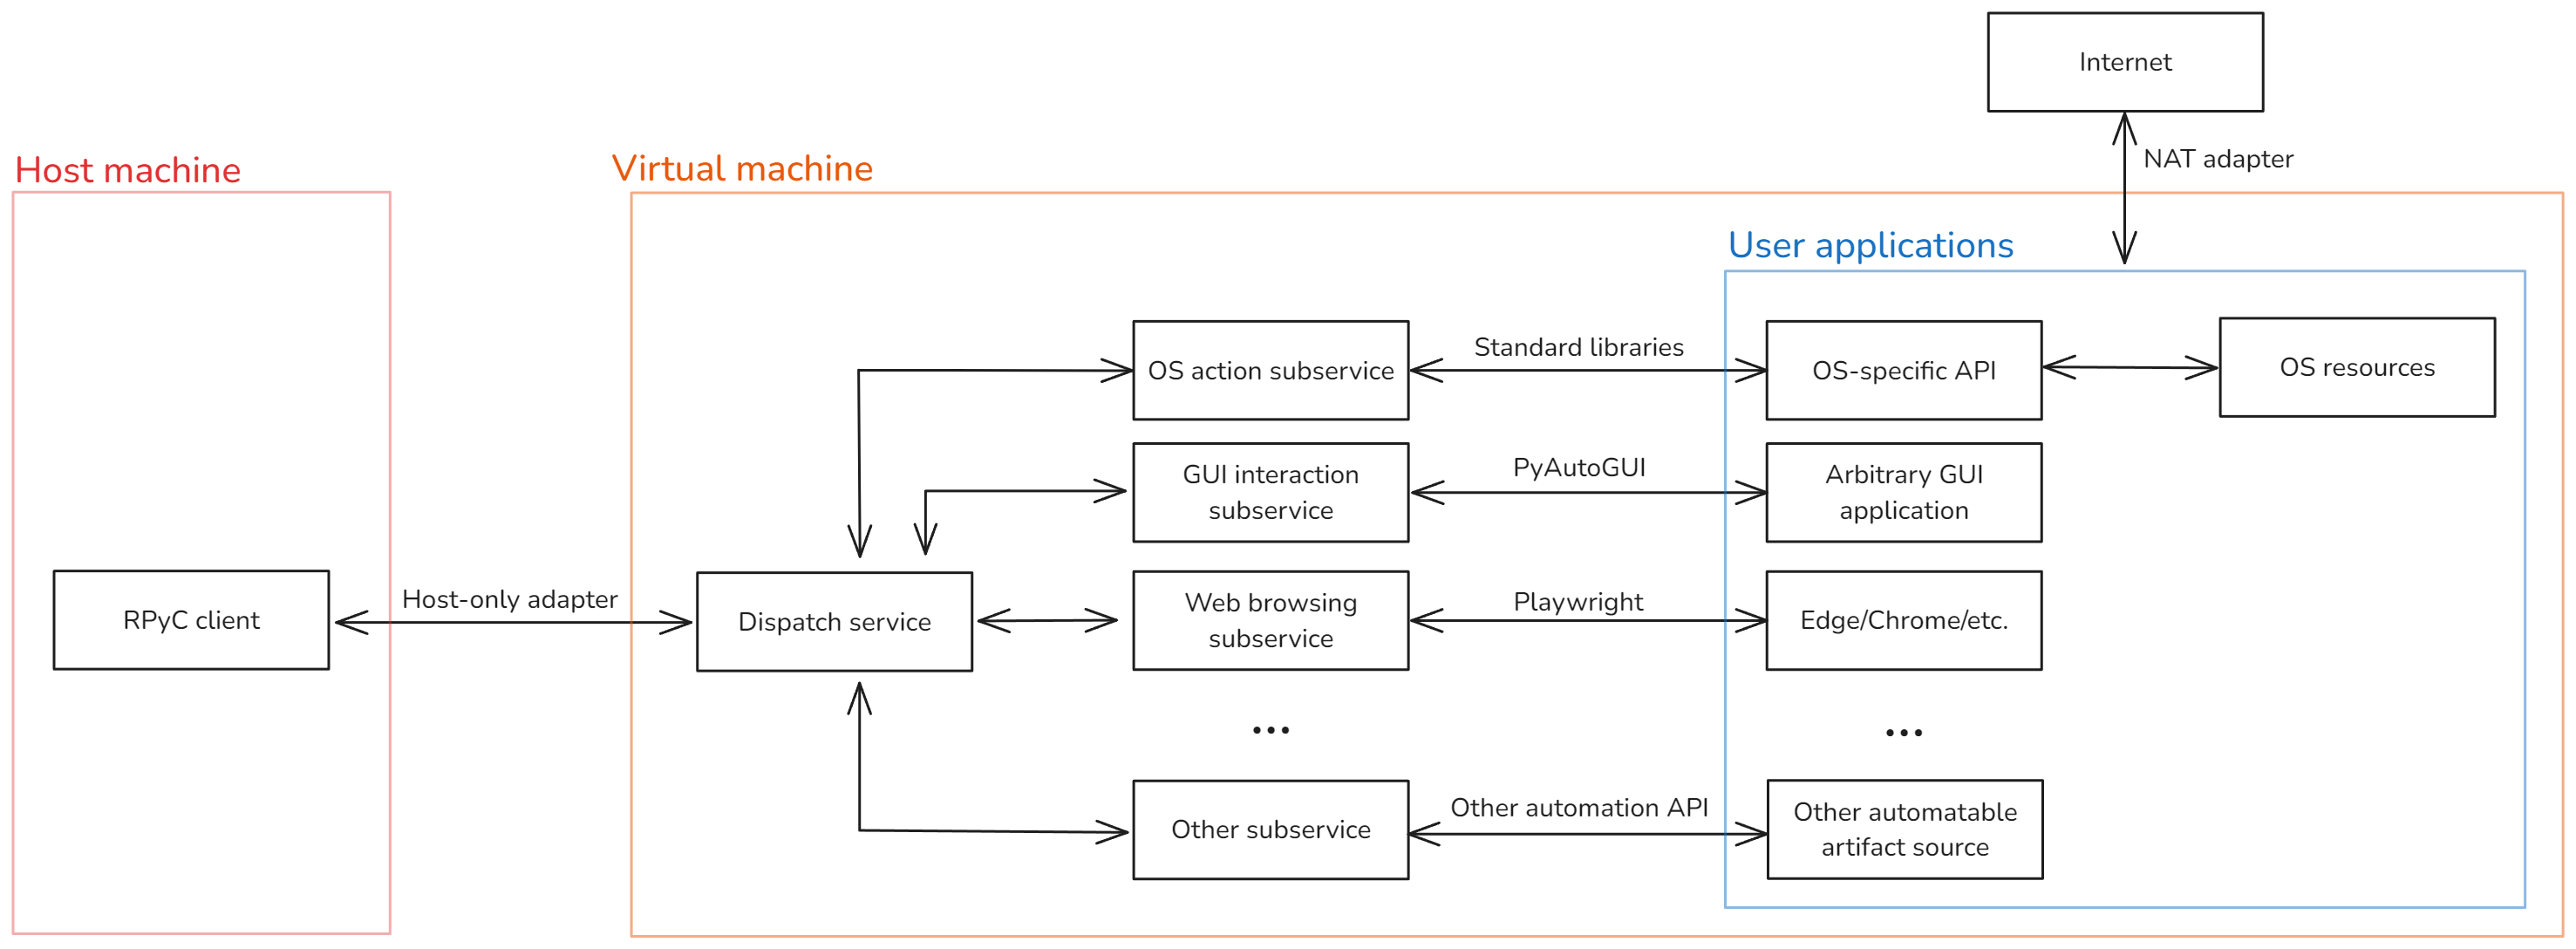 Internet
NAT adapter
Host machine
Virtual machine
User applications
OS action subservice
Standard libraries
OS-specific API
OS resources
GUI interaction
subservice
PyAutoGUI
Arbitrary GUI
application
RPyC client
Host-only adapter
Dispatch service
Web browsing
subservice
Playwright
Edge/Chrome/etc.
...
...
Other subservice
Other automation API
Other automatable
artifact source